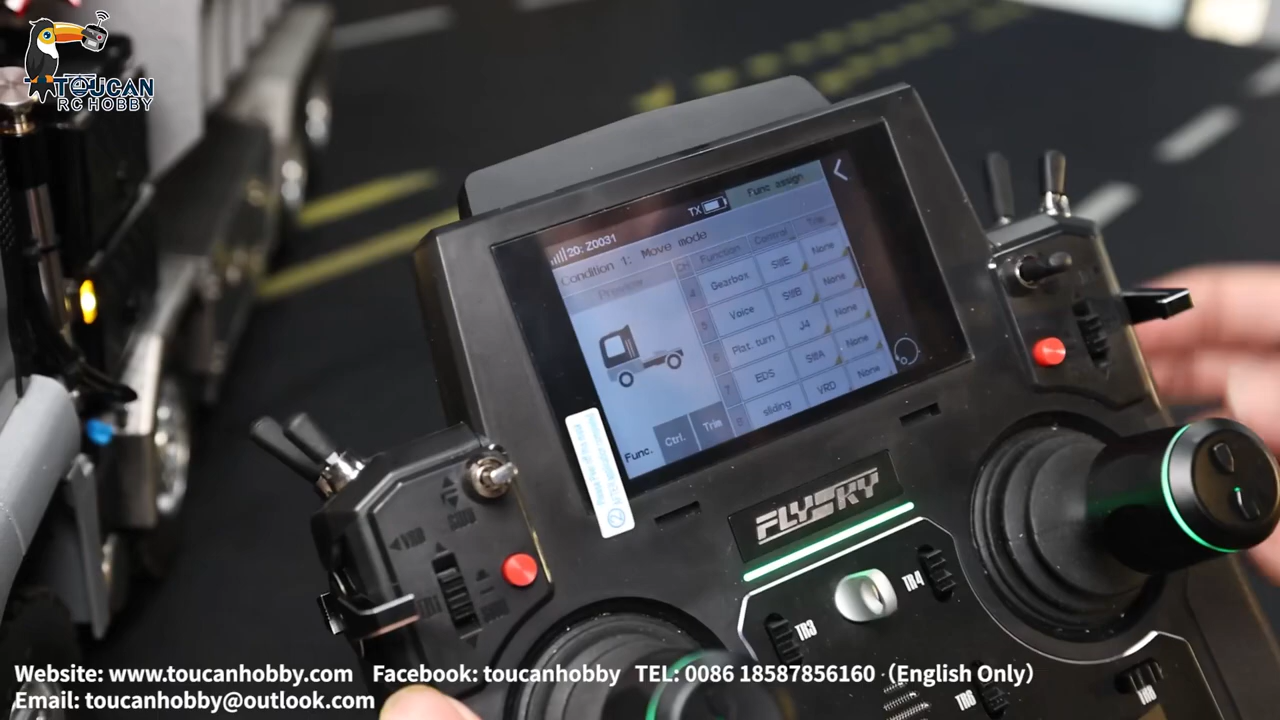 TOUCAN
RC HOBBY
TX
Func assign
20: Z0031
Condition 1: Move mode
Preview
CH
Function
Control
Trim
4
Gearbox
SWE
None
5
Voice
SWB
None
6
Plat. turn
J4
None
7
EDS
SWA
None
8
sliding
VRD
None
Func.
Ctrl.
Trim
FLYSKY
TR3
TR4
TR6
Website: www.toucanhobby.com Facebook: toucanhobby TEL: 0086 18587856160（English Only）
Email: toucanhobby@outlook.com